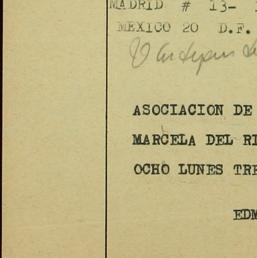 MADRID # 13-
MEXICO 20 D.F.
ASOCIACION DE
MARCELA DEL RI
OCHO LUNES TRE
EDM